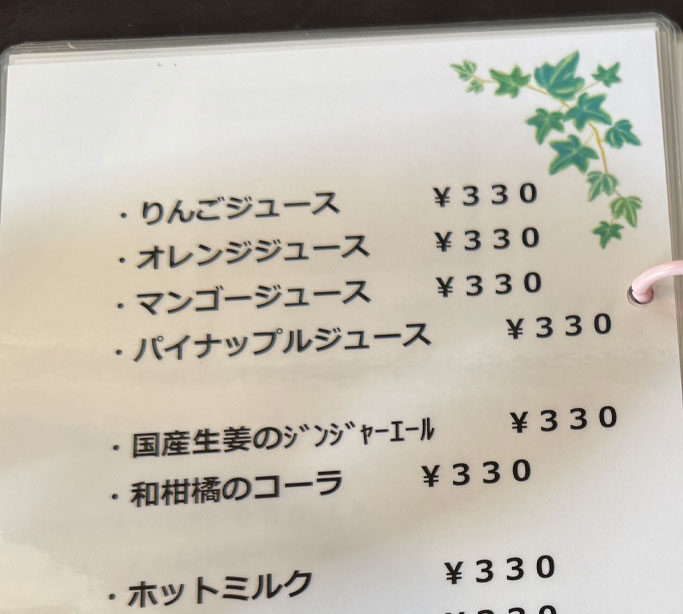 ・りんごジュース ￥３３０
・オレンジジュース ￥３３０
・マンゴージュース ￥３３０
・パイナップルジュース ￥３３０
・国産生姜のｼﾞﾝｼﾞｬｰｴｰﾙ ￥３３０
・和柑橘のコーラ ￥３３０
・ホットミルク ￥３３０